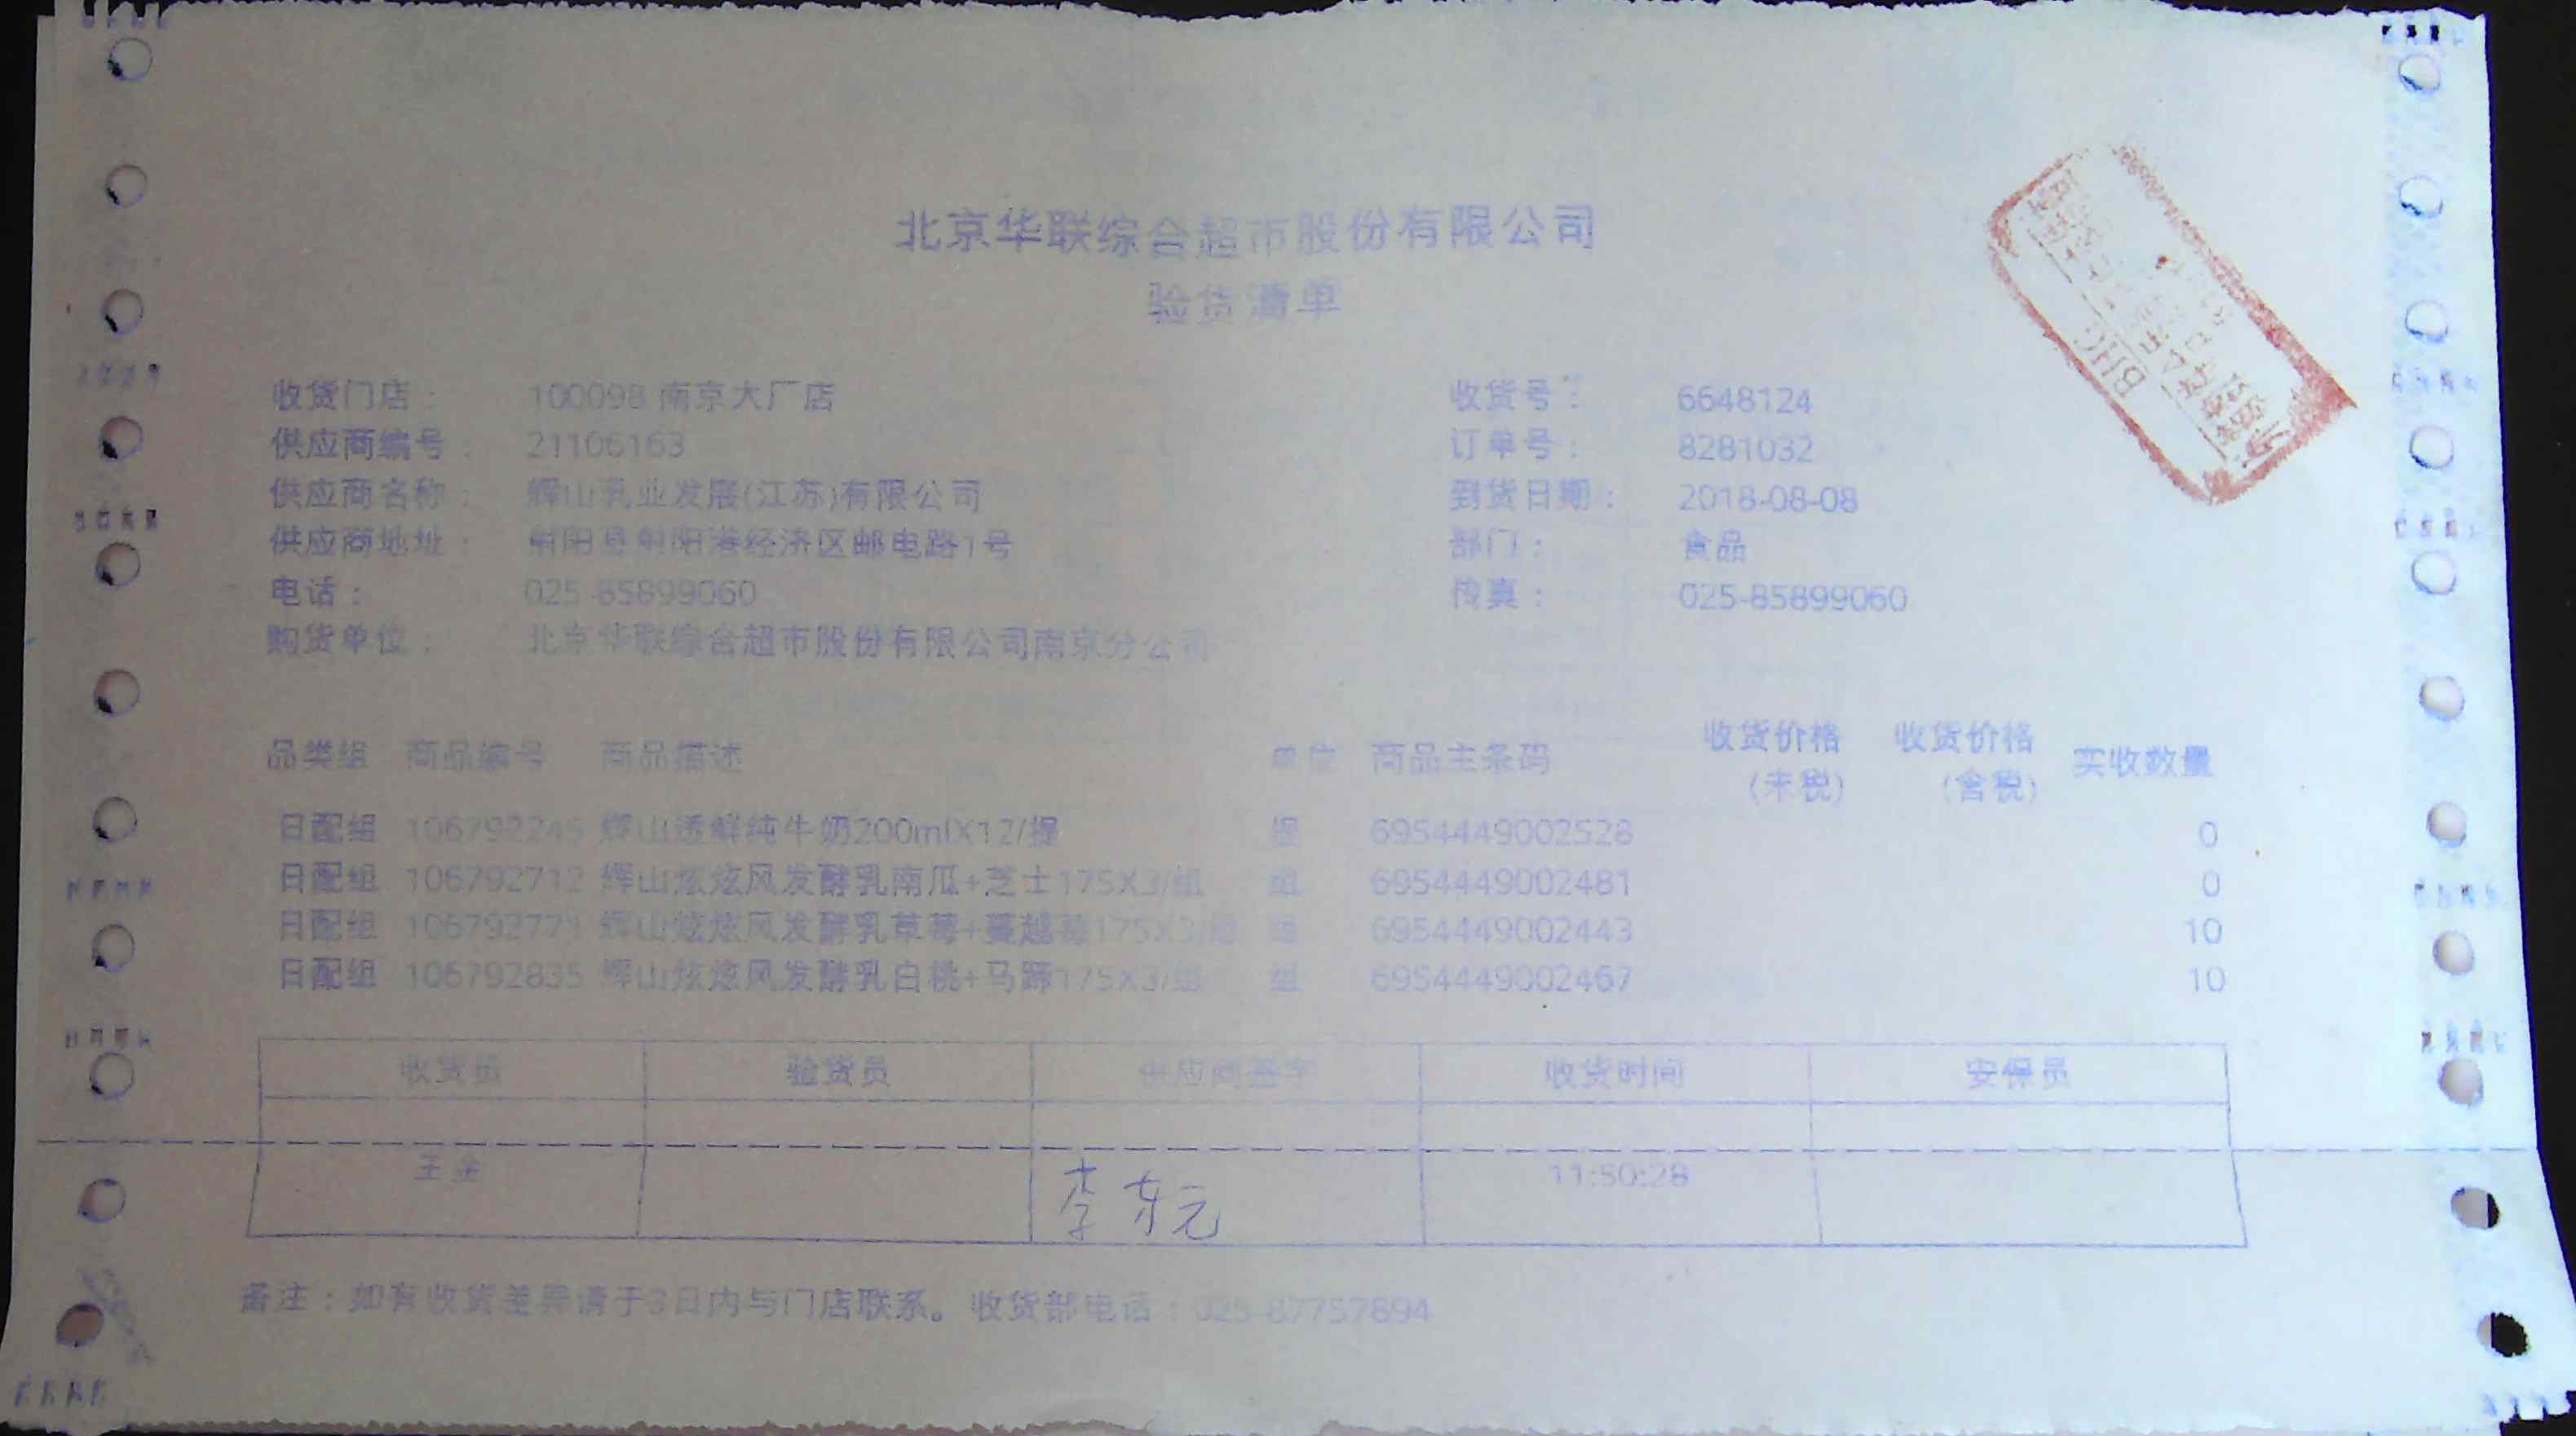 北京华联综合超市股份有限公司
验货清单
收货门店： 100098 南京大厂店 收货号： 6648124
供应商编号： 21106163 订单号： 8281032
供应商名称： 辉山乳业发展(江苏)有限公司 到货日期： 2018-08-08
供应商地址： 射阳县射阳港经济区邮电路1号 部门： 食品
电话： 025-85899060 传真： 025-85899060
购货单位： 北京华联综合超市股份有限公司南京分公司
品类组 商品编号 商品描述 单位 商品主条码 收货价格(未税) 收货价格(含税) 实收数量
日配组 106792245 辉山透鲜纯牛奶200mlX12/提 提 6954449002528 0
日配组 106792712 辉山炫炫风发酵乳南瓜+芝士175X3/组 组 6954449002481 0
日配组 辉山炫炫风发酵乳草莓+蔓越莓175X3/组 组 6954449002443 10
日配组 106792835 辉山炫炫风发酵乳白桃+马蹄175X3/组 组 6954449002467 10
收货员 验货员 供应商签字 收货时间 安保员
王金 李东元 11:50:28
备注：如有收货差异请于3日内与门店联系。收货部电话：025-87757894
BHG